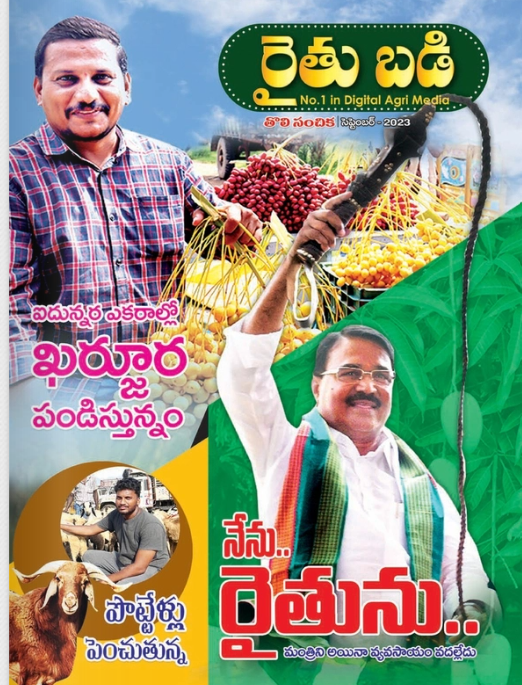 రైతు బడి
No.1 in Digital Agri Media
తొలి సంచిక సెప్టెంబర్ - 2023
ఐదున్నర ఎకరాల్లో
ఖర్జూర
పండిస్తున్నం
నేను..
రైతును..
మంత్రిని అయినా వ్యవసాయం వదల్లేదు
పొట్టేళ్లు
పెంచుతున్న